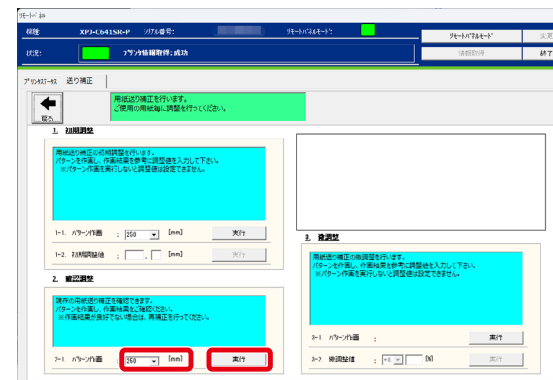 リモートパネル
機種: XPJ-C641SR-P シリアル番号: リモートパネルモード:
リモートパネルモード
状況: プリンタ情報取得:成功
情報取得 終了
プリンタステータス 送り補正
戻る
用紙送り補正を行います。
ご使用の用紙毎に調整を行ってください。
1. 初期調整
用紙送り補正の初期調整を行います。
パターンを作画し、作画結果を参考に調整値を入力して下さい。
※パターン作画を実行しないと調整値は設定できません。
1-1. パターン作画 : 250 [mm] 実行
1-2. 初期調整値 : . [mm] 実行
2. 確認調整
現在の用紙送り補正を確認できます。
パターンを作画し、作画結果をご確認ください。
※作画結果が良好でない場合は、再補正を行ってください。
2-1 パターン作画 : 250 [mm] 実行
3. 微調整
用紙送り補正の微調整を行います。
パターンを作画し、作画結果を参考に調整値を入力して下さい。
※パターン作画を実行しないと調整値は設定できません。
3-1 パターン作画 : 実行
3-2 微調整値 : +0. [%] 実行